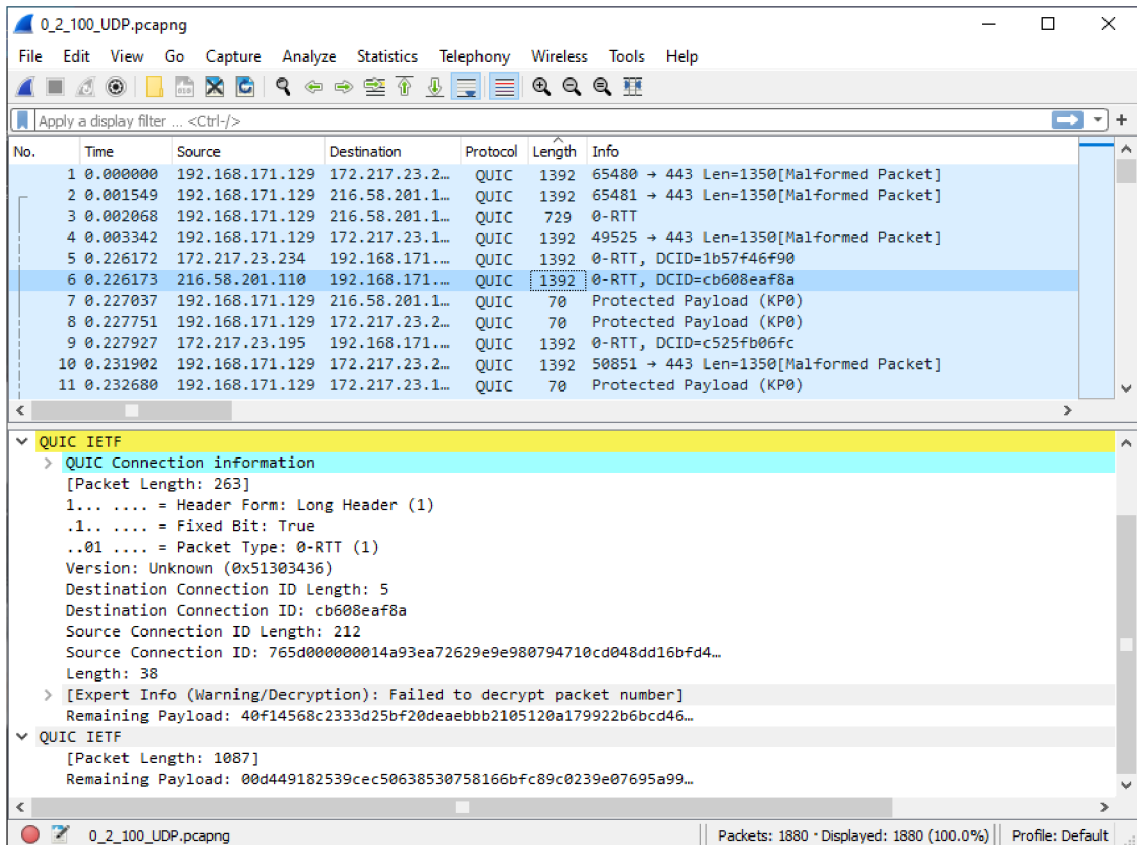 0_2_100_UDP.pcapng
File Edit View Go Capture Analyze Statistics Telephony Wireless Tools Help
Apply a display filter ... <Ctrl-/>
No. Time Source Destination Protocol Length Info
1 0.000000 192.168.171.129 172.217.23.2… QUIC 1392 65480 → 443 Len=1350[Malformed Packet]
2 0.001549 192.168.171.129 216.58.201.1… QUIC 1392 65481 → 443 Len=1350[Malformed Packet]
3 0.002068 192.168.171.129 216.58.201.1… QUIC 729 0-RTT
4 0.003342 192.168.171.129 172.217.23.1… QUIC 1392 49525 → 443 Len=1350[Malformed Packet]
5 0.226172 172.217.23.234 192.168.171.… QUIC 1392 0-RTT, DCID=1b57f46f90
6 0.226173 216.58.201.110 192.168.171.… QUIC 1392 0-RTT, DCID=cb608eaf8a
7 0.227037 192.168.171.129 216.58.201.1… QUIC 70 Protected Payload (KP0)
8 0.227751 192.168.171.129 172.217.23.2… QUIC 70 Protected Payload (KP0)
9 0.227927 172.217.23.195 192.168.171.… QUIC 1392 0-RTT, DCID=c525fb06fc
10 0.231902 192.168.171.129 172.217.23.2… QUIC 1392 50851 → 443 Len=1350[Malformed Packet]
11 0.232680 192.168.171.129 172.217.23.1… QUIC 70 Protected Payload (KP0)
QUIC IETF
QUIC Connection information
[Packet Length: 263]
1... .... = Header Form: Long Header (1)
.1.. .... = Fixed Bit: True
..01 .... = Packet Type: 0-RTT (1)
Version: Unknown (0x51303436)
Destination Connection ID Length: 5
Destination Connection ID: cb608eaf8a
Source Connection ID Length: 212
Source Connection ID: 765d000000014a93ea72629e9e980794710cd048dd16bfd4…
Length: 38
[Expert Info (Warning/Decryption): Failed to decrypt packet number]
Remaining Payload: 40f14568c2333d25bf20deaebbb2105120a179922b6bcd46…
QUIC IETF
[Packet Length: 1087]
Remaining Payload: 00d449182539cec50638530758166bfc89c0239e07695a99…
0_2_100_UDP.pcapng Packets: 1880 · Displayed: 1880 (100.0%) Profile: Default